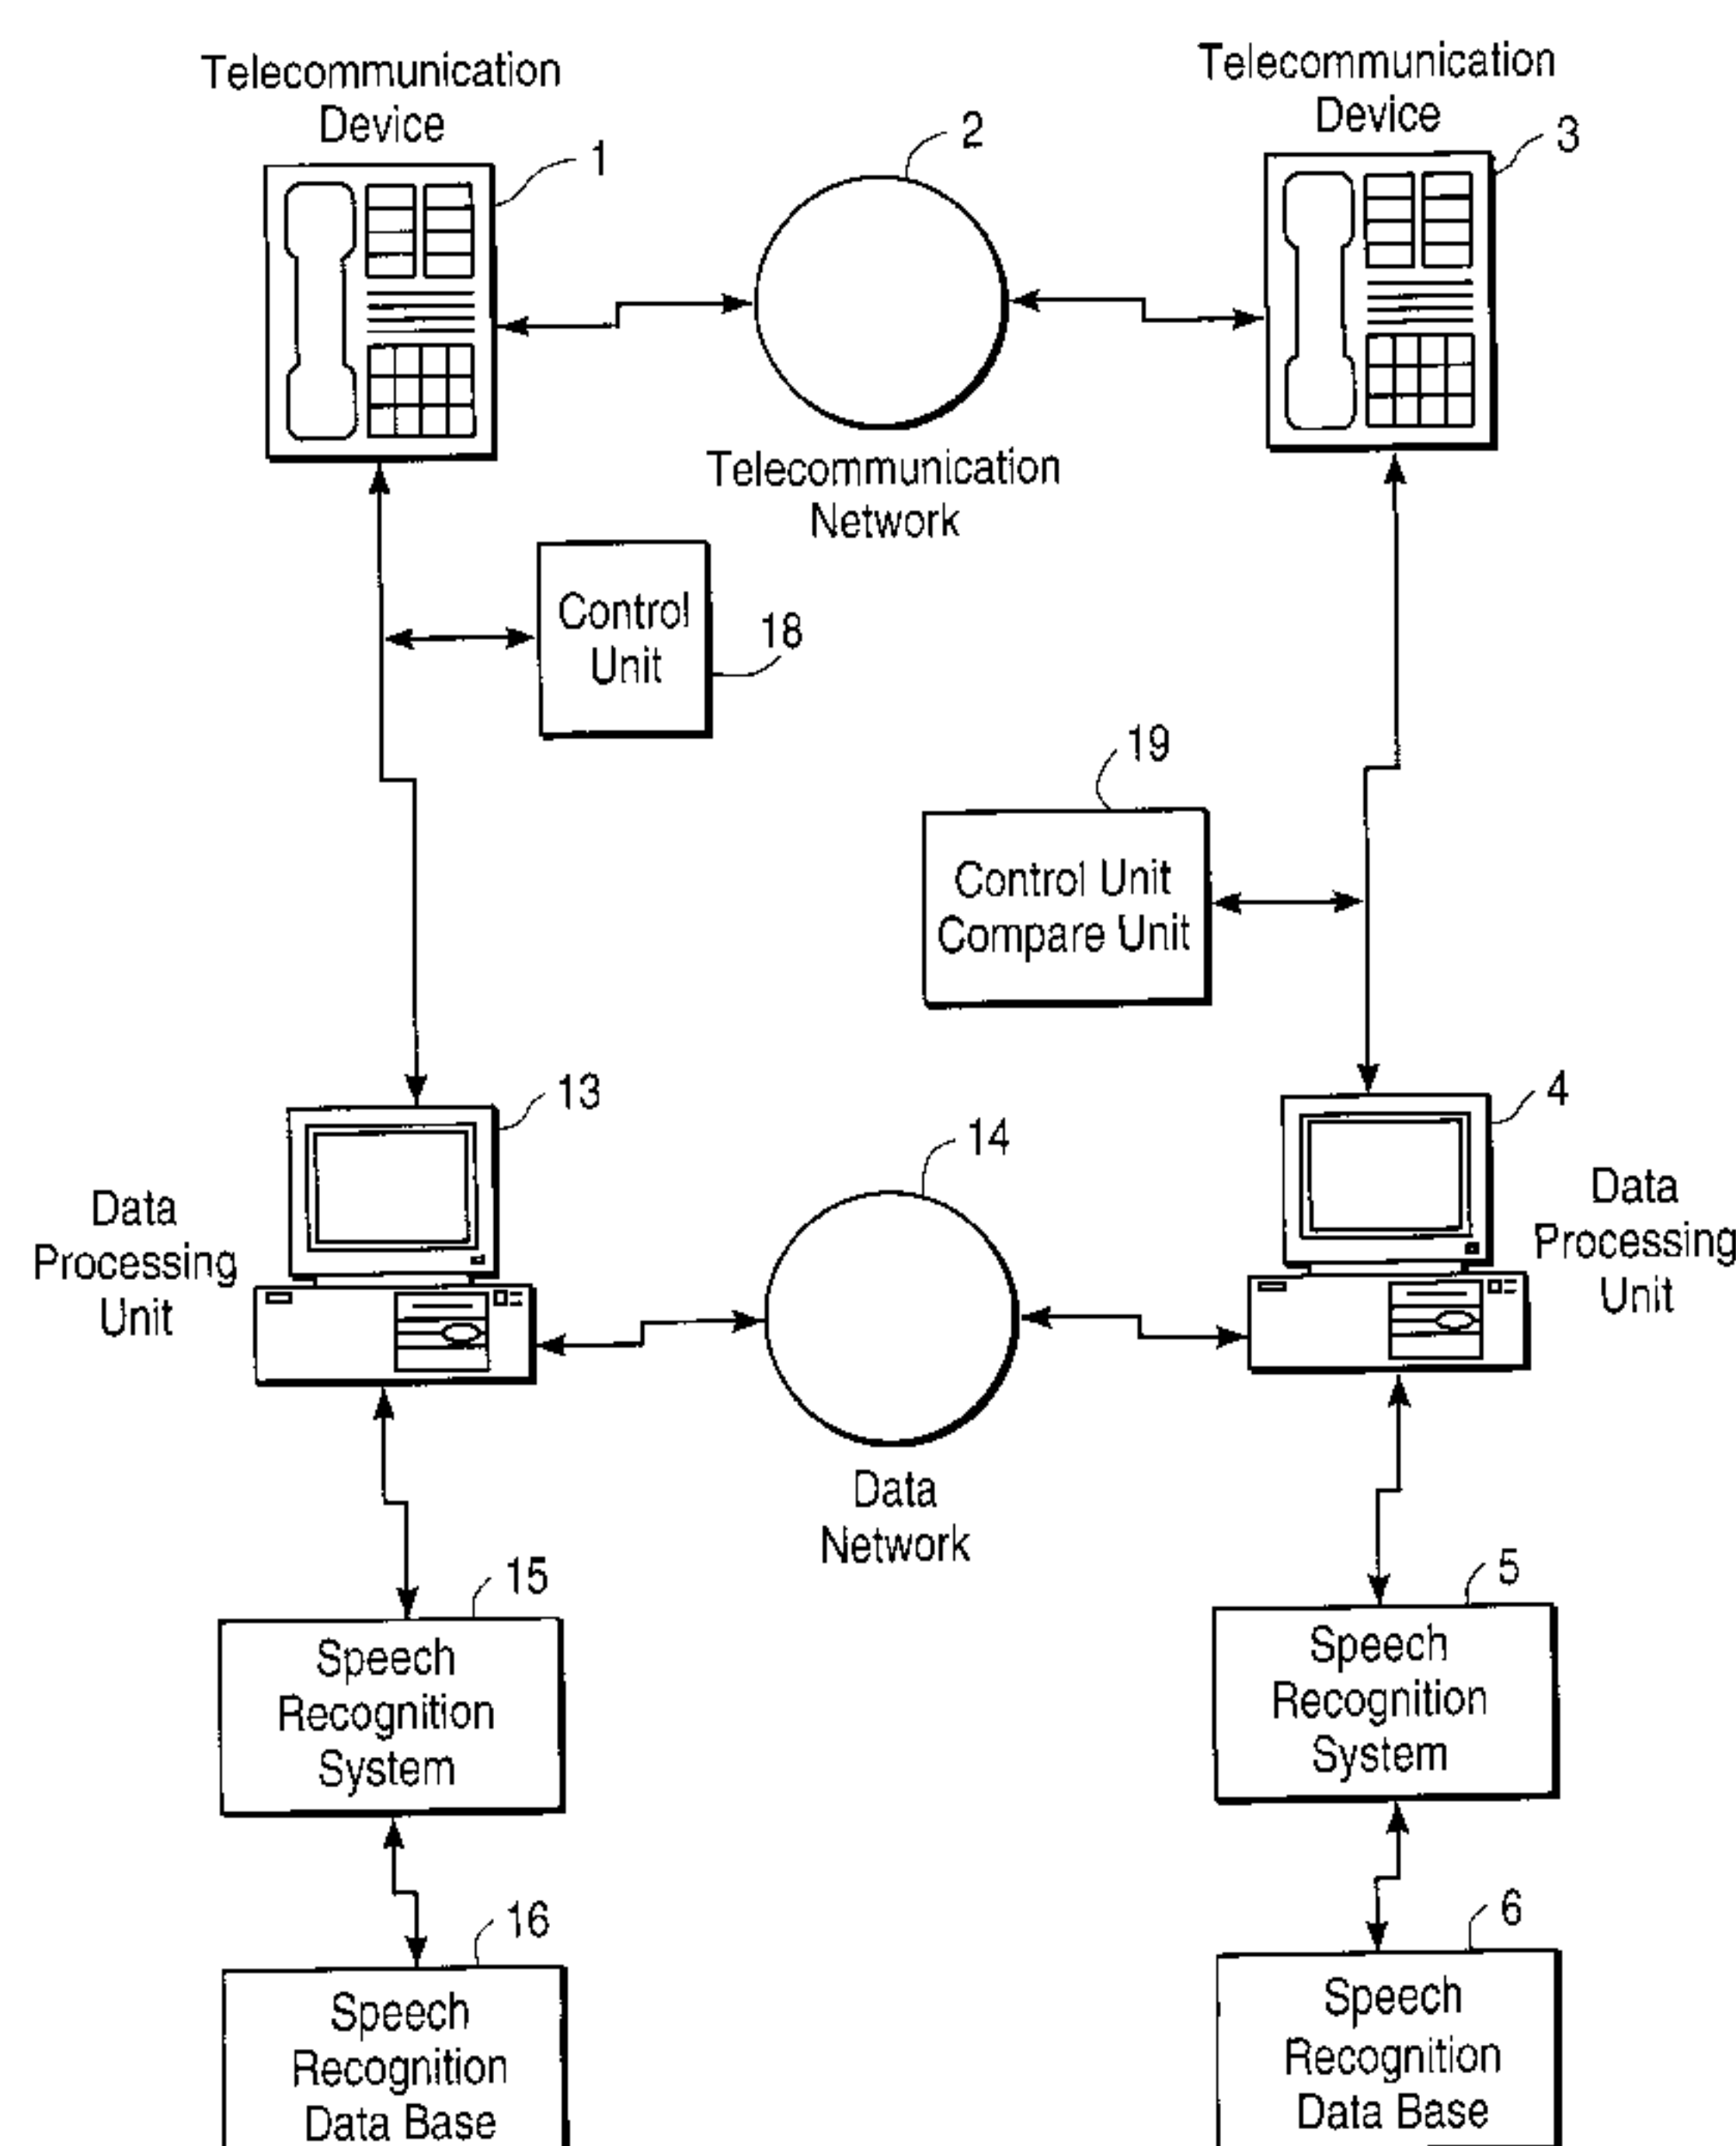 Telecommunication
Device
1
2
Telecommunication
Device
3
Telecommunication
Network
Control
Unit
18
19
Control Unit
Compare Unit
13
Data
Processing
Unit
14
Data
Network
4
Data
Processing
Unit
15
Speech
Recognition
System
5
Speech
Recognition
System
16
Speech
Recognition
Data Base
6
Speech
Recognition
Data Base